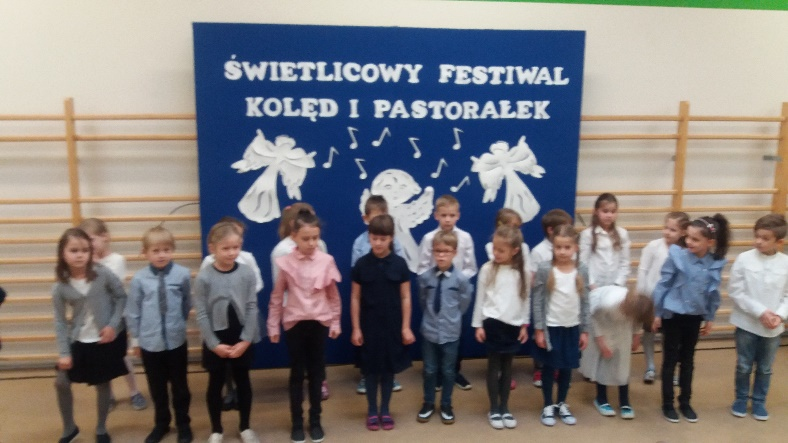 ŚWIETLICOWY FESTIWAL
KOLĘD I PASTORAŁEK